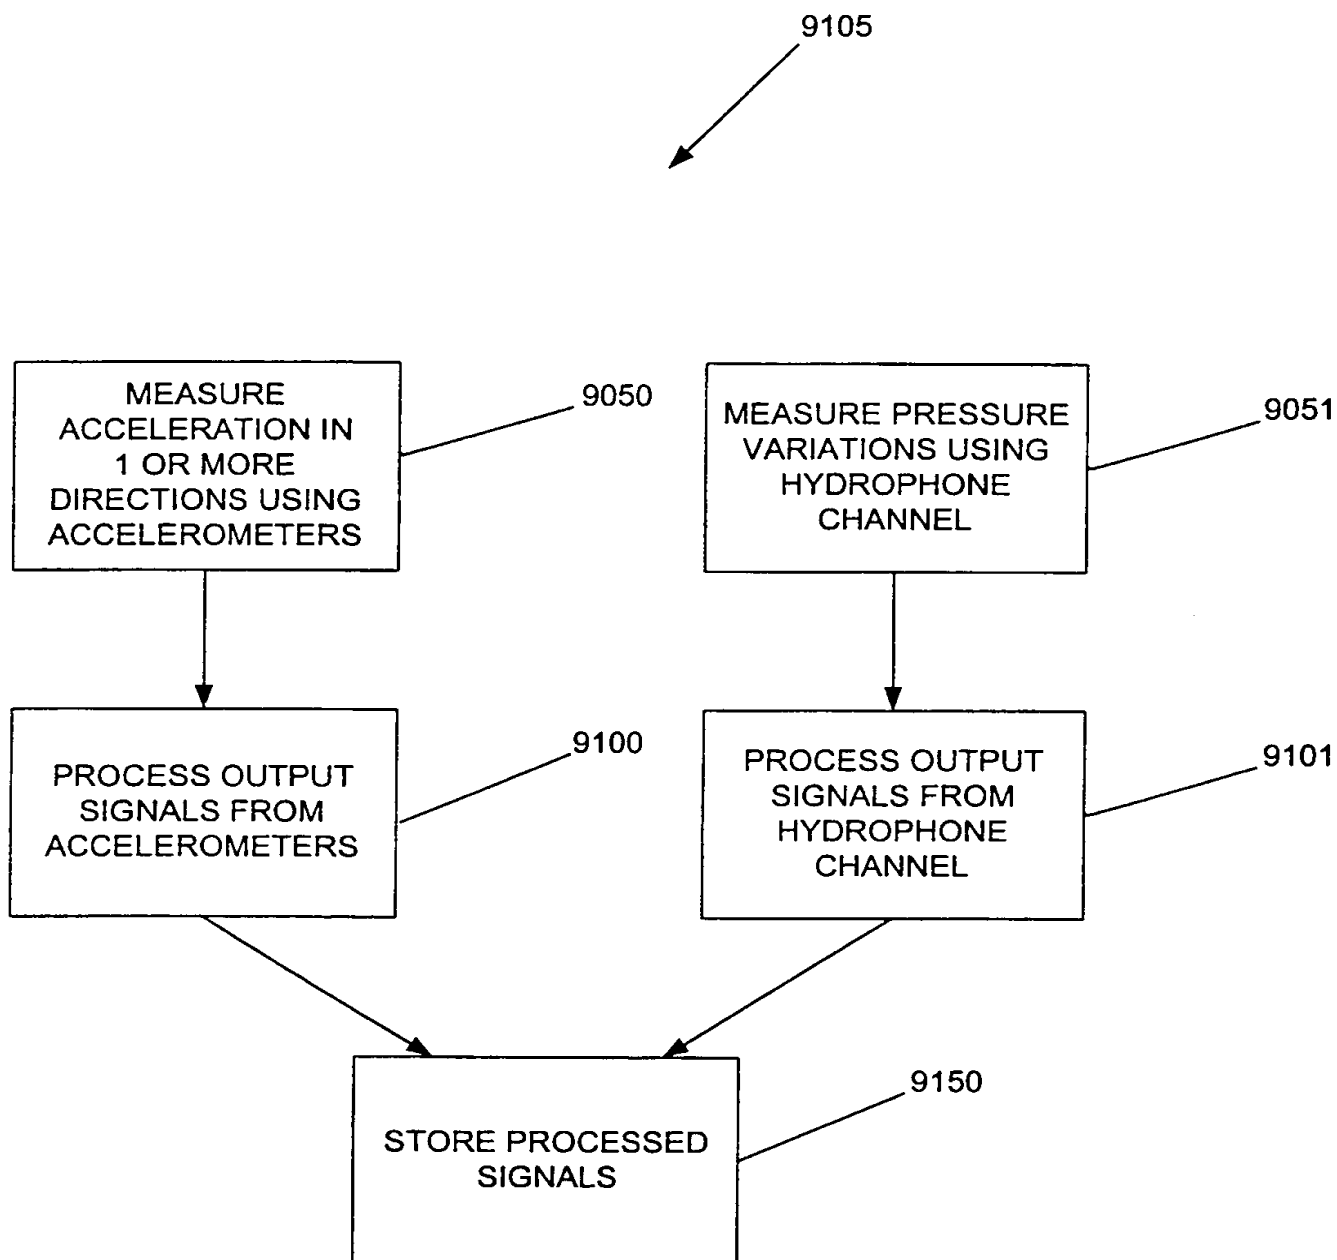 9105
MEASURE
ACCELERATION IN
1 OR MORE
DIRECTIONS USING
ACCELEROMETERS
9050
MEASURE PRESSURE
VARIATIONS USING
HYDROPHONE
CHANNEL
9051
PROCESS OUTPUT
SIGNALS FROM
ACCELEROMETERS
9100
PROCESS OUTPUT
SIGNALS FROM
HYDROPHONE
CHANNEL
9101
STORE PROCESSED
SIGNALS
9150